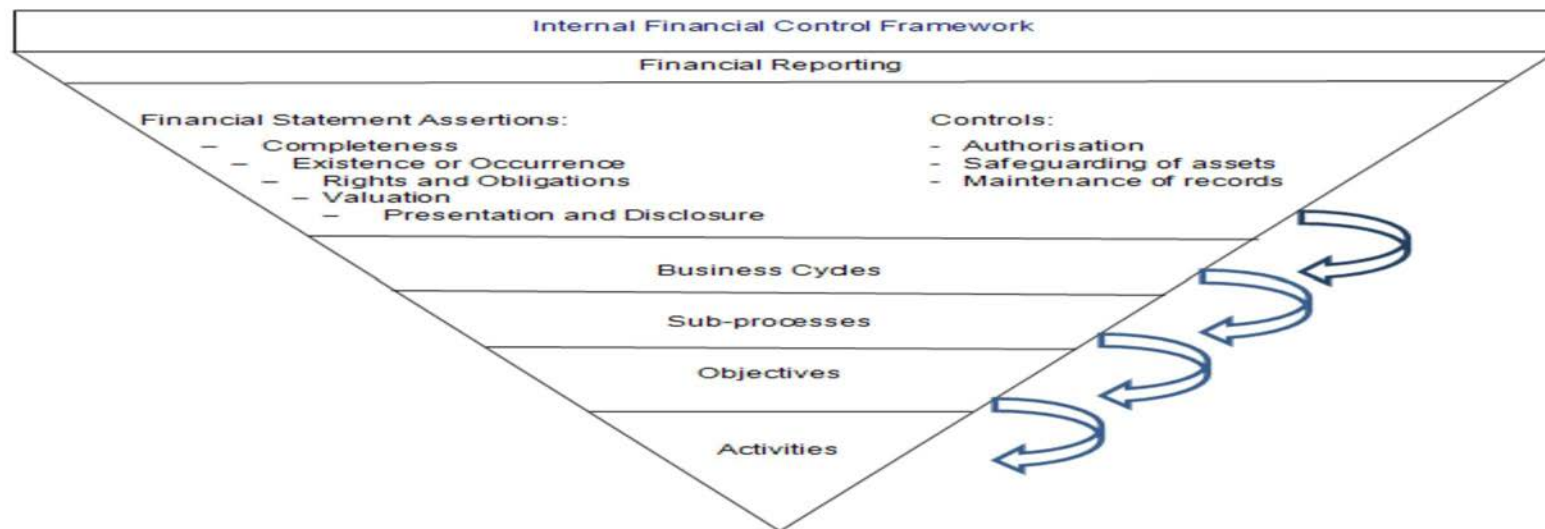 Internal Financial Control Framework
Financial Reporting
Financial Statement Assertions:
– Completeness
– Existence or Occurrence
– Rights and Obligations
– Valuation
– Presentation and Disclosure
Controls:
- Authorisation
- Safeguarding of assets
- Maintenance of records
Business Cycles
Sub-processes
Objectives
Activities